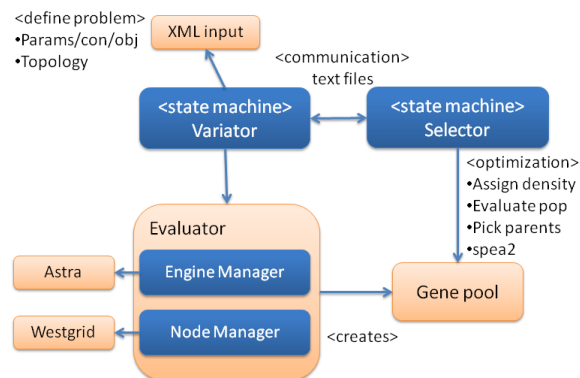 <define problem>
•Params/con/obj
•Topology
XML input
<communication>
text files
<state machine>
Variator
<state machine>
Selector
<optimization>
•Assign density
•Evaluate pop
•Pick parents
•spea2
Evaluator
Engine Manager
Astra
Node Manager
Westgrid
Gene pool
<creates>